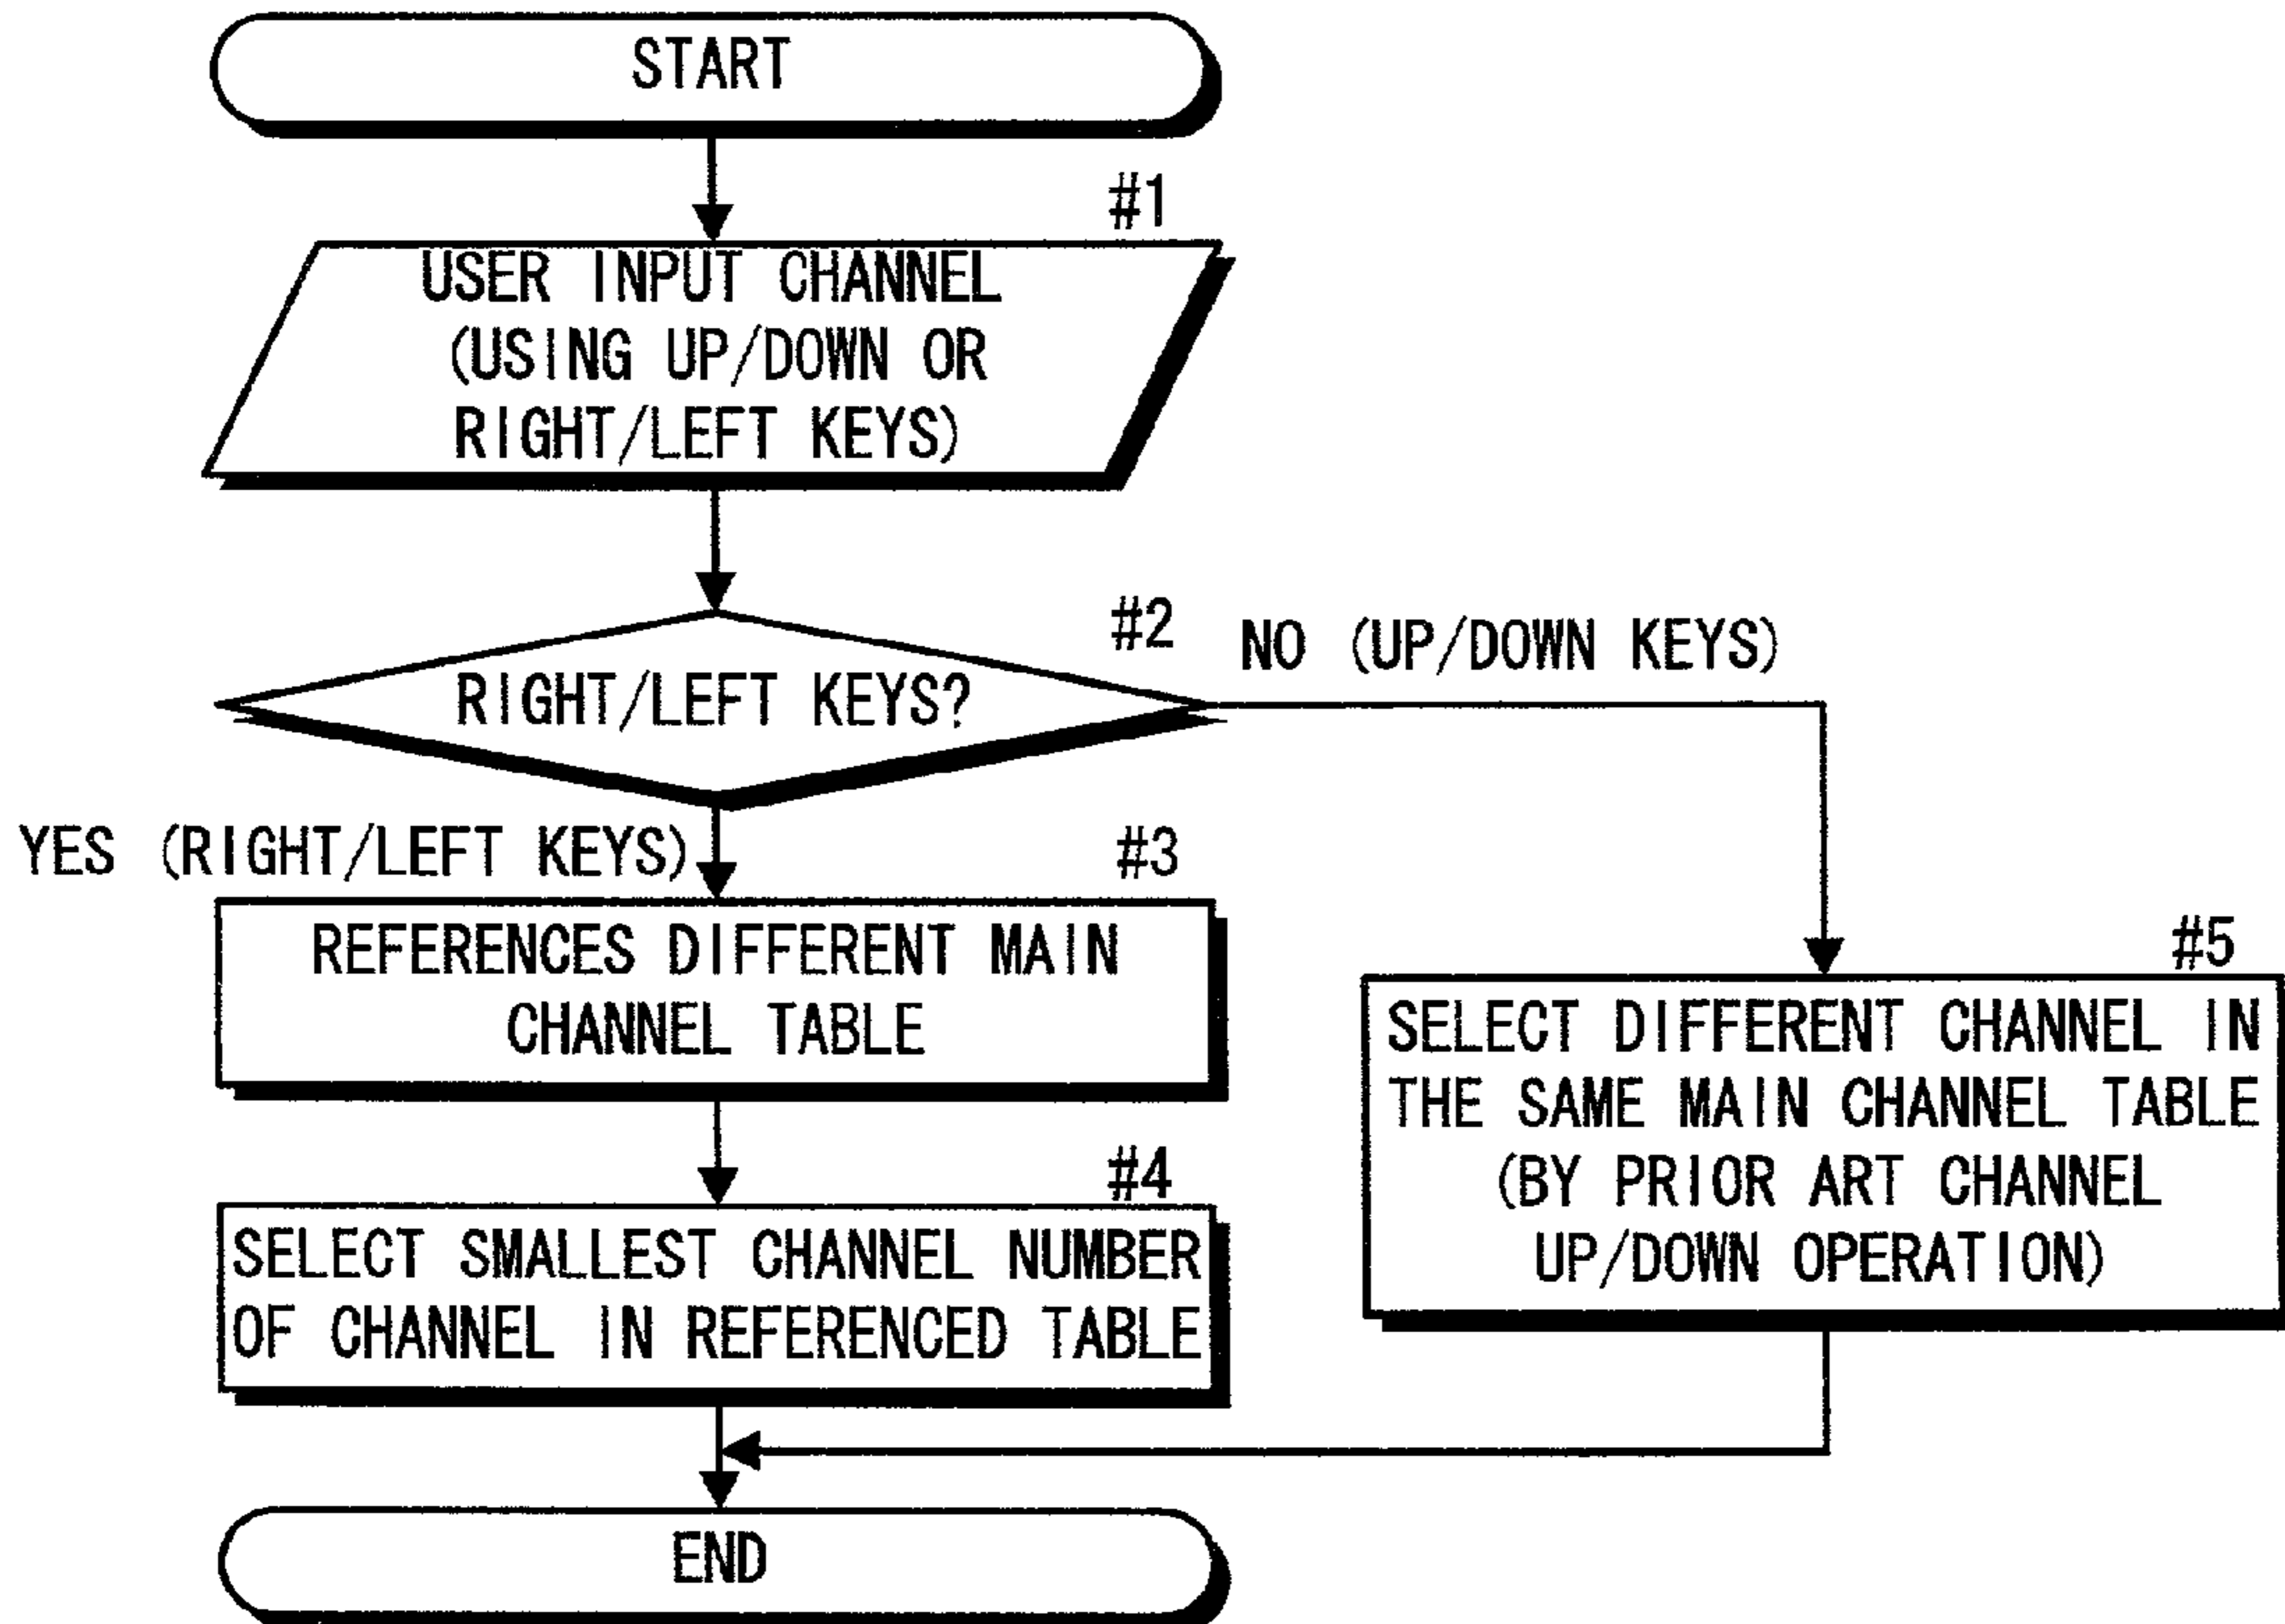 START
#1
USER INPUT CHANNEL
(USING UP/DOWN OR
RIGHT/LEFT KEYS)
#2
NO (UP/DOWN KEYS)
RIGHT/LEFT KEYS?
YES (RIGHT/LEFT KEYS)
#3
REFERENCES DIFFERENT MAIN
CHANNEL TABLE
#4
SELECT SMALLEST CHANNEL NUMBER
OF CHANNEL IN REFERENCED TABLE
#5
SELECT DIFFERENT CHANNEL IN
THE SAME MAIN CHANNEL TABLE
(BY PRIOR ART CHANNEL
UP/DOWN OPERATION)
END